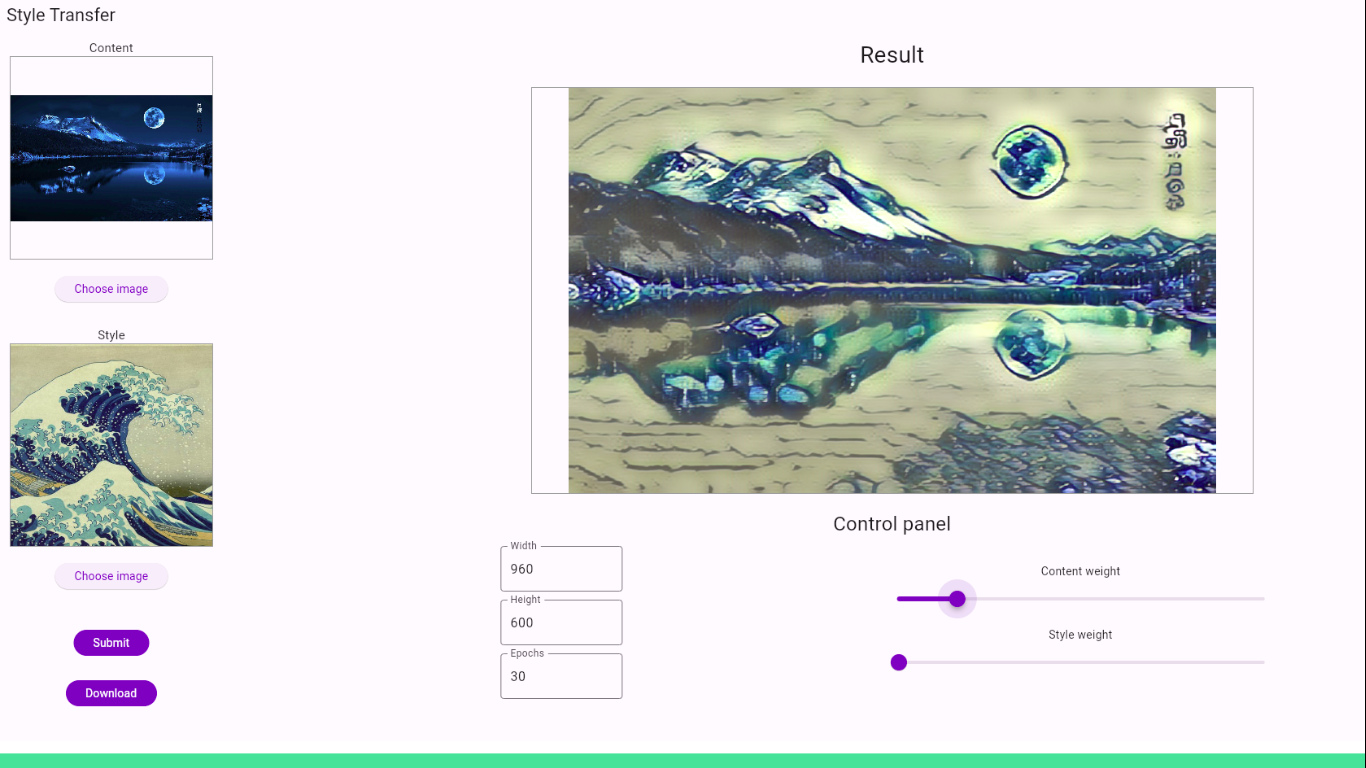 Style Transfer
Content
Choose image
Style
Choose image
Submit
Download
Result
Control panel
Width
960
Height
600
Epochs
30
Content weight
Style weight